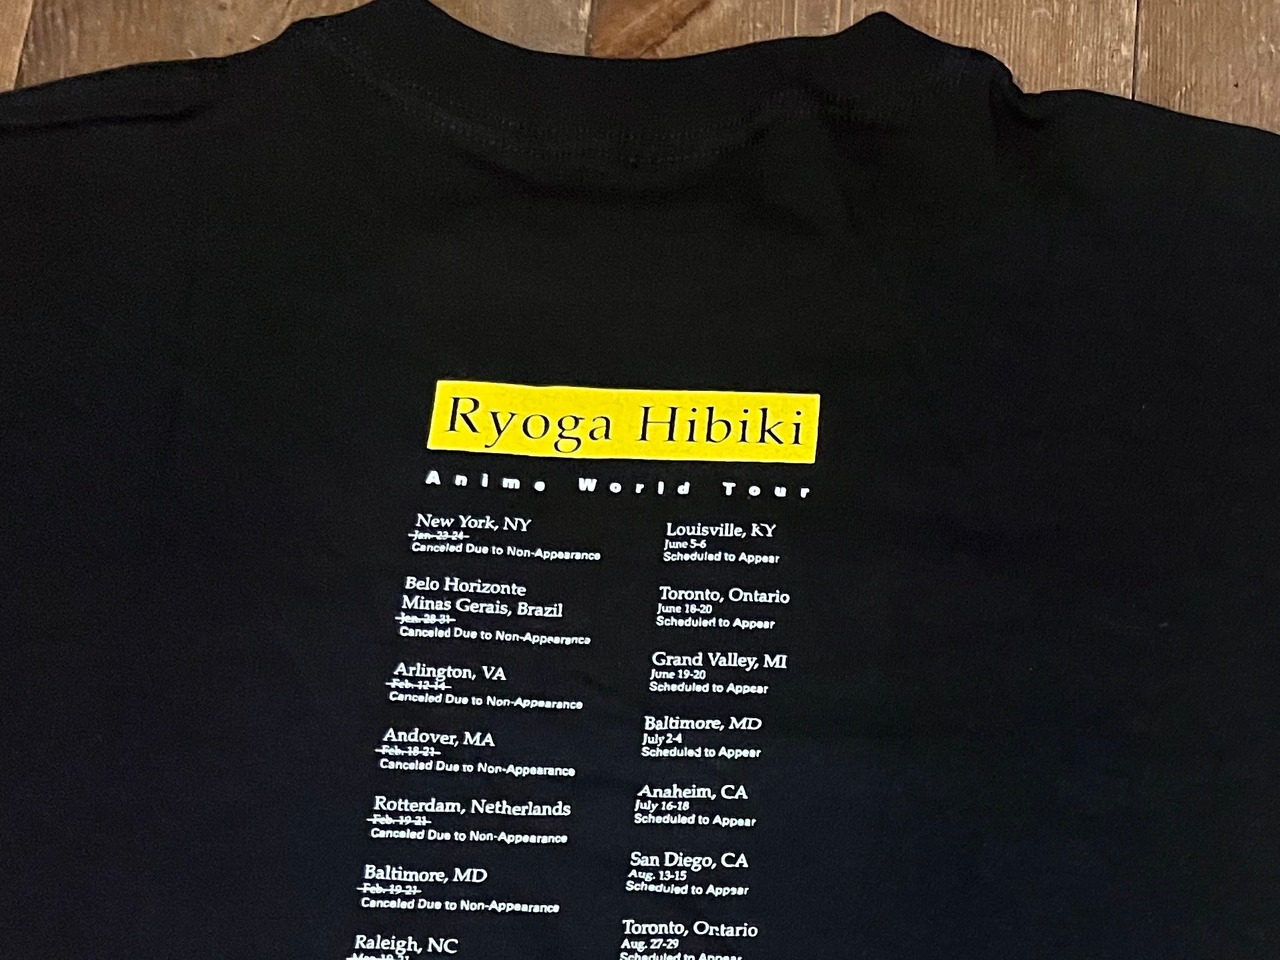 Ryoga Hibiki
Anime World Tour
New York, NY
Jan. 23-24
Canceled Due to Non-Appearance
Belo Horizonte
Minas Gerais, Brazil
Jan. 28-31
Canceled Due to Non-Appearance
Arlington, VA
Feb. 12-14
Canceled Due to Non-Appearance
Andover, MA
Feb. 18-21
Canceled Due to Non-Appearance
Rotterdam, Netherlands
Feb. 19-21
Canceled Due to Non-Appearance
Baltimore, MD
Feb. 19-21
Canceled Due to Non-Appearance
Raleigh, NC
Louisville, KY
June 5-6
Scheduled to Appear
Toronto, Ontario
June 18-20
Scheduled to Appear
Grand Valley, MI
June 19-20
Scheduled to Appear
Baltimore, MD
July 2-4
Scheduled to Appear
Anaheim, CA
July 16-18
Scheduled to Appear
San Diego, CA
Aug. 13-15
Scheduled to Appear
Toronto, Ontario
Aug. 27-29
Scheduled to Appear